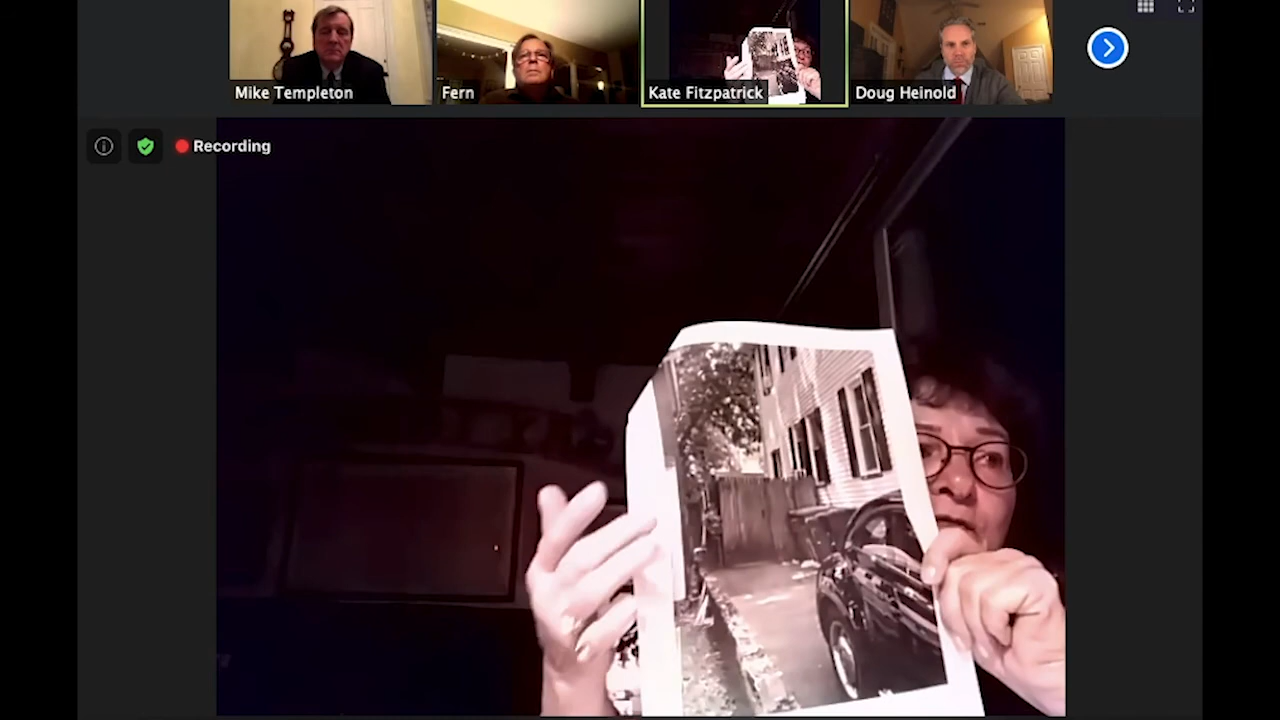 Mike Templeton
Fern
Kate Fitzpatrick
Doug Heinold
Recording